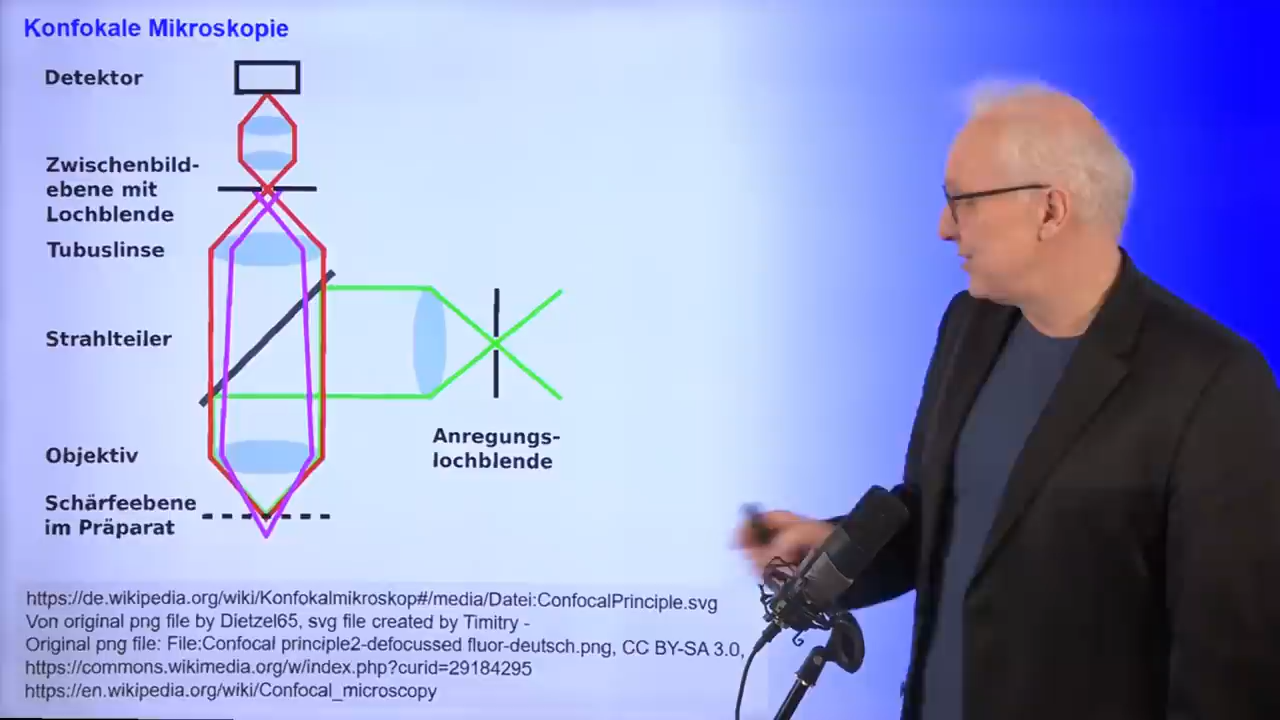 Konfokale Mikroskopie
Detektor
Zwischenbild-
ebene mit
Lochblende
Tubuslinse
Strahlteiler
Objektiv
Schärfeebene
im Präparat
Anregungs-
lochblende
https://de.wikipedia.org/wiki/Konfokalmikroskop#/media/Datei:ConfocalPrinciple.svg
Von original png file by Dietzel65, svg file created by Timitry -
Original png file: File:Confocal principle2-defocussed fluor-deutsch.png, CC BY-SA 3.0,
https://commons.wikimedia.org/w/index.php?curid=29184295
https://en.wikipedia.org/wiki/Confocal_microscopy